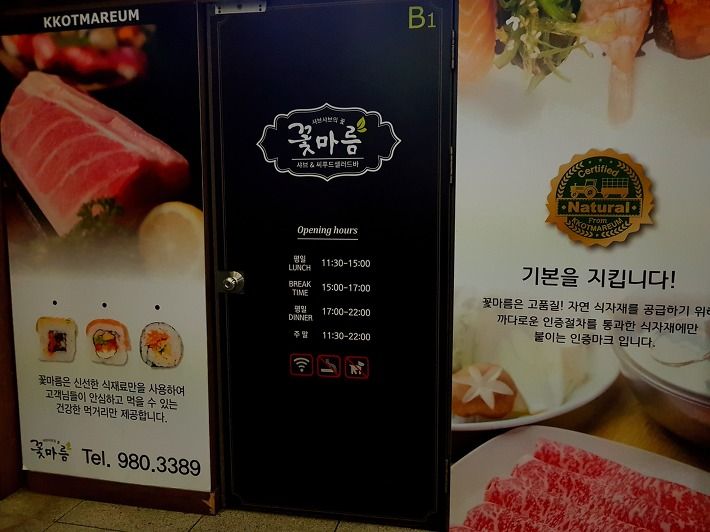 KKOTMAREUM
꽃마름은 신선한 식재료만을 사용하여
고객님들이 안심하고 먹을 수 있는
건강한 먹거리만 제공합니다.
꽃마름
Tel. 980.3389
B1
샤브샤브의 꽃
꽃마름
샤브 & 씨푸드샐러드바
Opening hours
평일
LUNCH 11:30-15:00
BREAK
TIME 15:00-17:00
평일
DINNER 17:00-22:00
주 말 11:30-22:00
Certified
Natural
From
KKOTMAREUM
기본을 지킵니다!
꽃마름은 고품질! 자연 식자재를 공급하기 위해
까다로운 인증절차를 통과한 식자재에만
붙이는 인증마크 입니다.